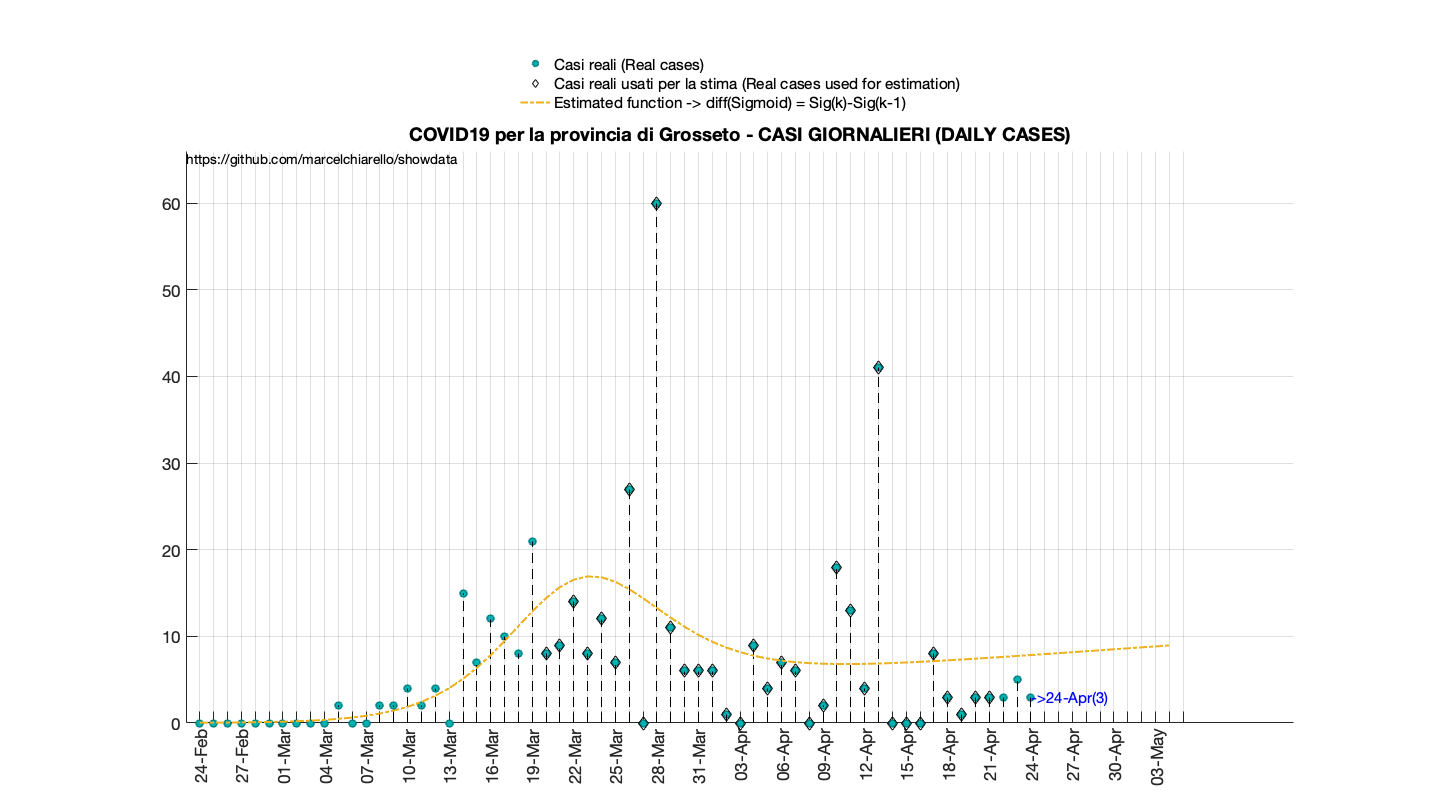 Casi reali (Real cases)
Casi reali usati per la stima (Real cases used for estimation)
Estimated function -> diff(Sigmoid) = Sig(k)-Sig(k-1)
COVID19 per la provincia di Grosseto - CASI GIORNALIERI (DAILY CASES)
https://github.com/marcelchiarello/showdata
60
50
40
30
20
10
0
->24-Apr(3)
24-Feb
27-Feb
01-Mar
04-Mar
07-Mar
10-Mar
13-Mar
16-Mar
19-Mar
22-Mar
25-Mar
28-Mar
31-Mar
03-Apr
06-Apr
09-Apr
12-Apr
15-Apr
18-Apr
21-Apr
24-Apr
27-Apr
30-Apr
03-May